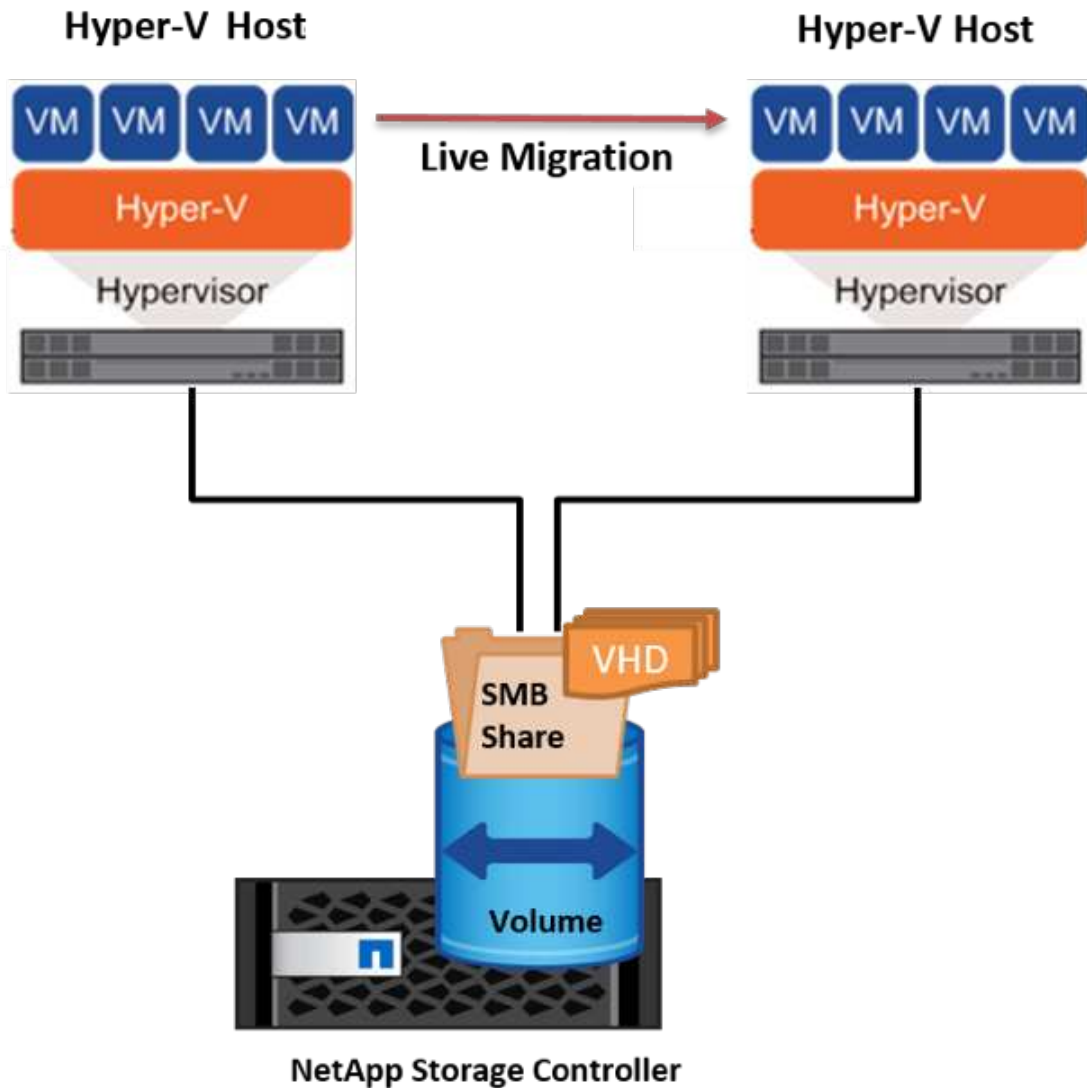 Hyper-V Host
Hyper-V Host
VM VM VM VM
VM VM VM VM
Live Migration
Hyper-V
Hyper-V
Hypervisor
Hypervisor
VHD
SMB
Share
Volume
NetApp Storage Controller